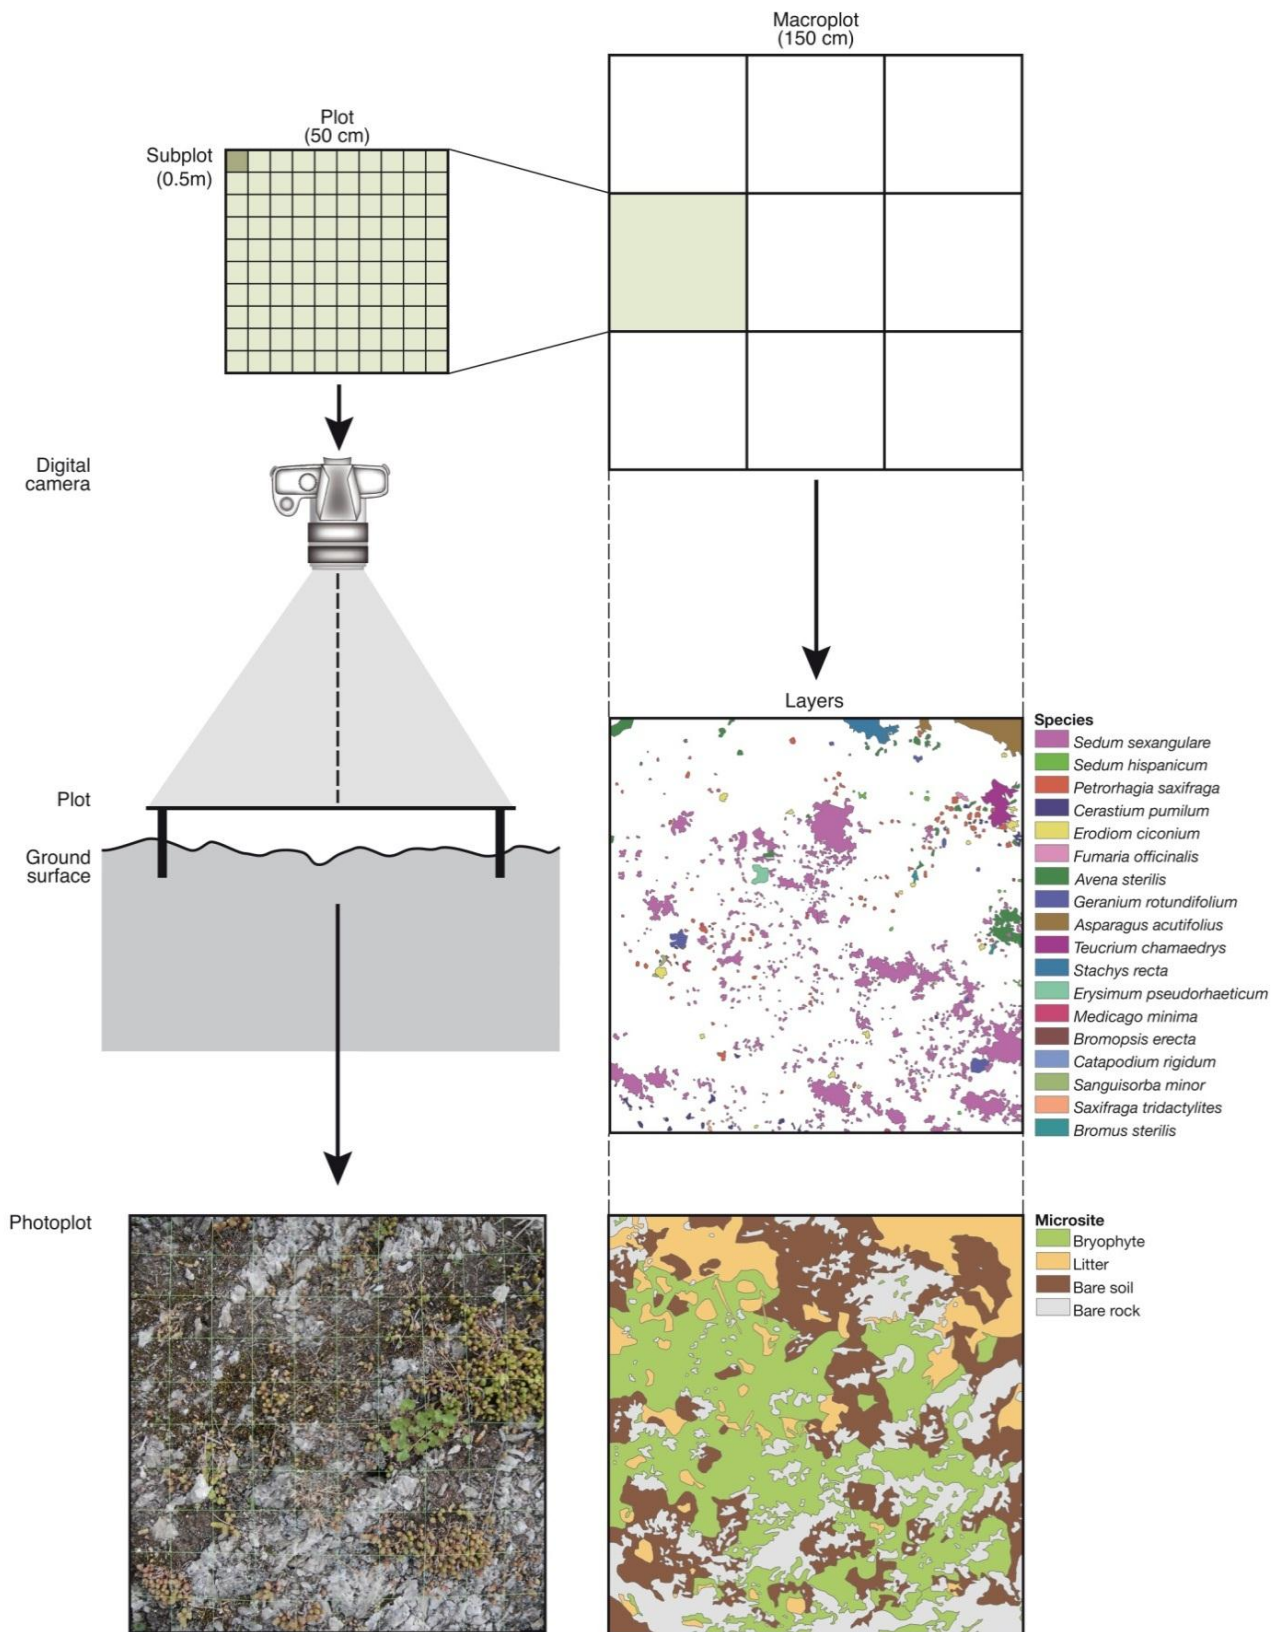 Macroplot
(150 cm)
Plot
(50 cm)
Subplot
(0.5m)
Digital
camera
Plot
Ground
surface
Layers
Species
Sedum sexangulare
Sedum hispanicum
Petrorhagia saxifraga
Cerastium pumilum
Erodiom ciconium
Fumaria officinalis
Avena sterilis
Geranium rotundifolium
Asparagus acutifolius
Teucrium chamaedrys
Stachys recta
Erysimum pseudorhaeticum
Medicago minima
Bromopsis erecta
Catapodium rigidum
Sanguisorba minor
Saxifraga tridactylites
Bromus sterilis
Photoplot
Microsite
Bryophyte
Litter
Bare soil
Bare rock